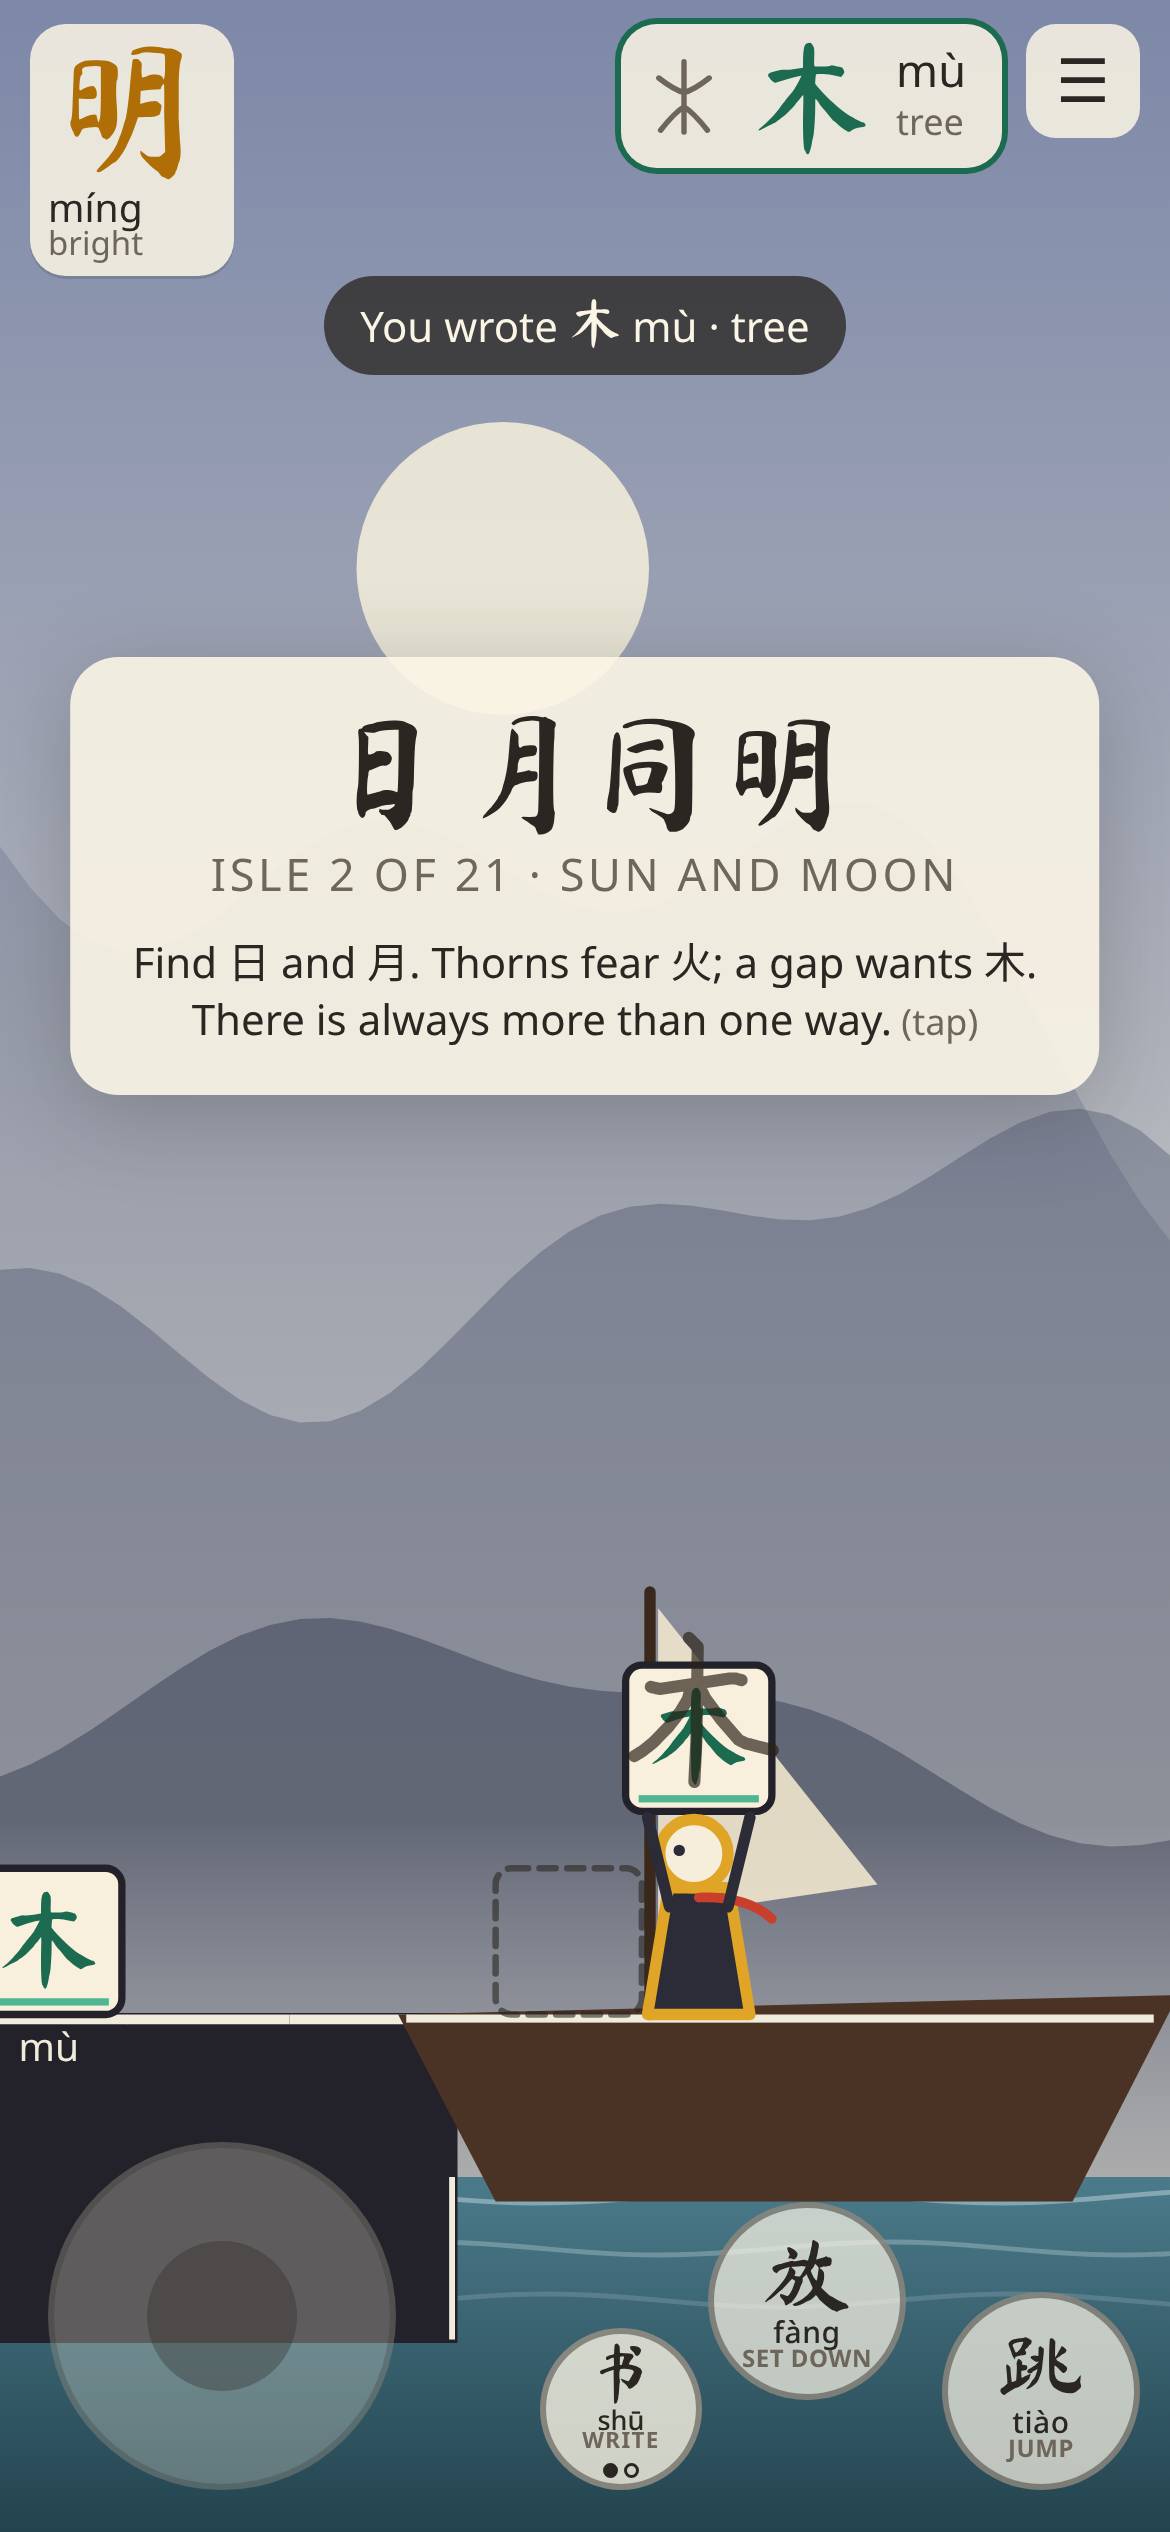 明
míng
bright
木
mù
tree
☰
You wrote 木 mù · tree
日月同明
ISLE 2 OF 21 · SUN AND MOON
Find 日 and 月. Thorns fear 火; a gap wants 木.
There is always more than one way. (tap)
木
木
mù
放
fàng
SET DOWN
书
shū
WRITE
跳
tiào
JUMP